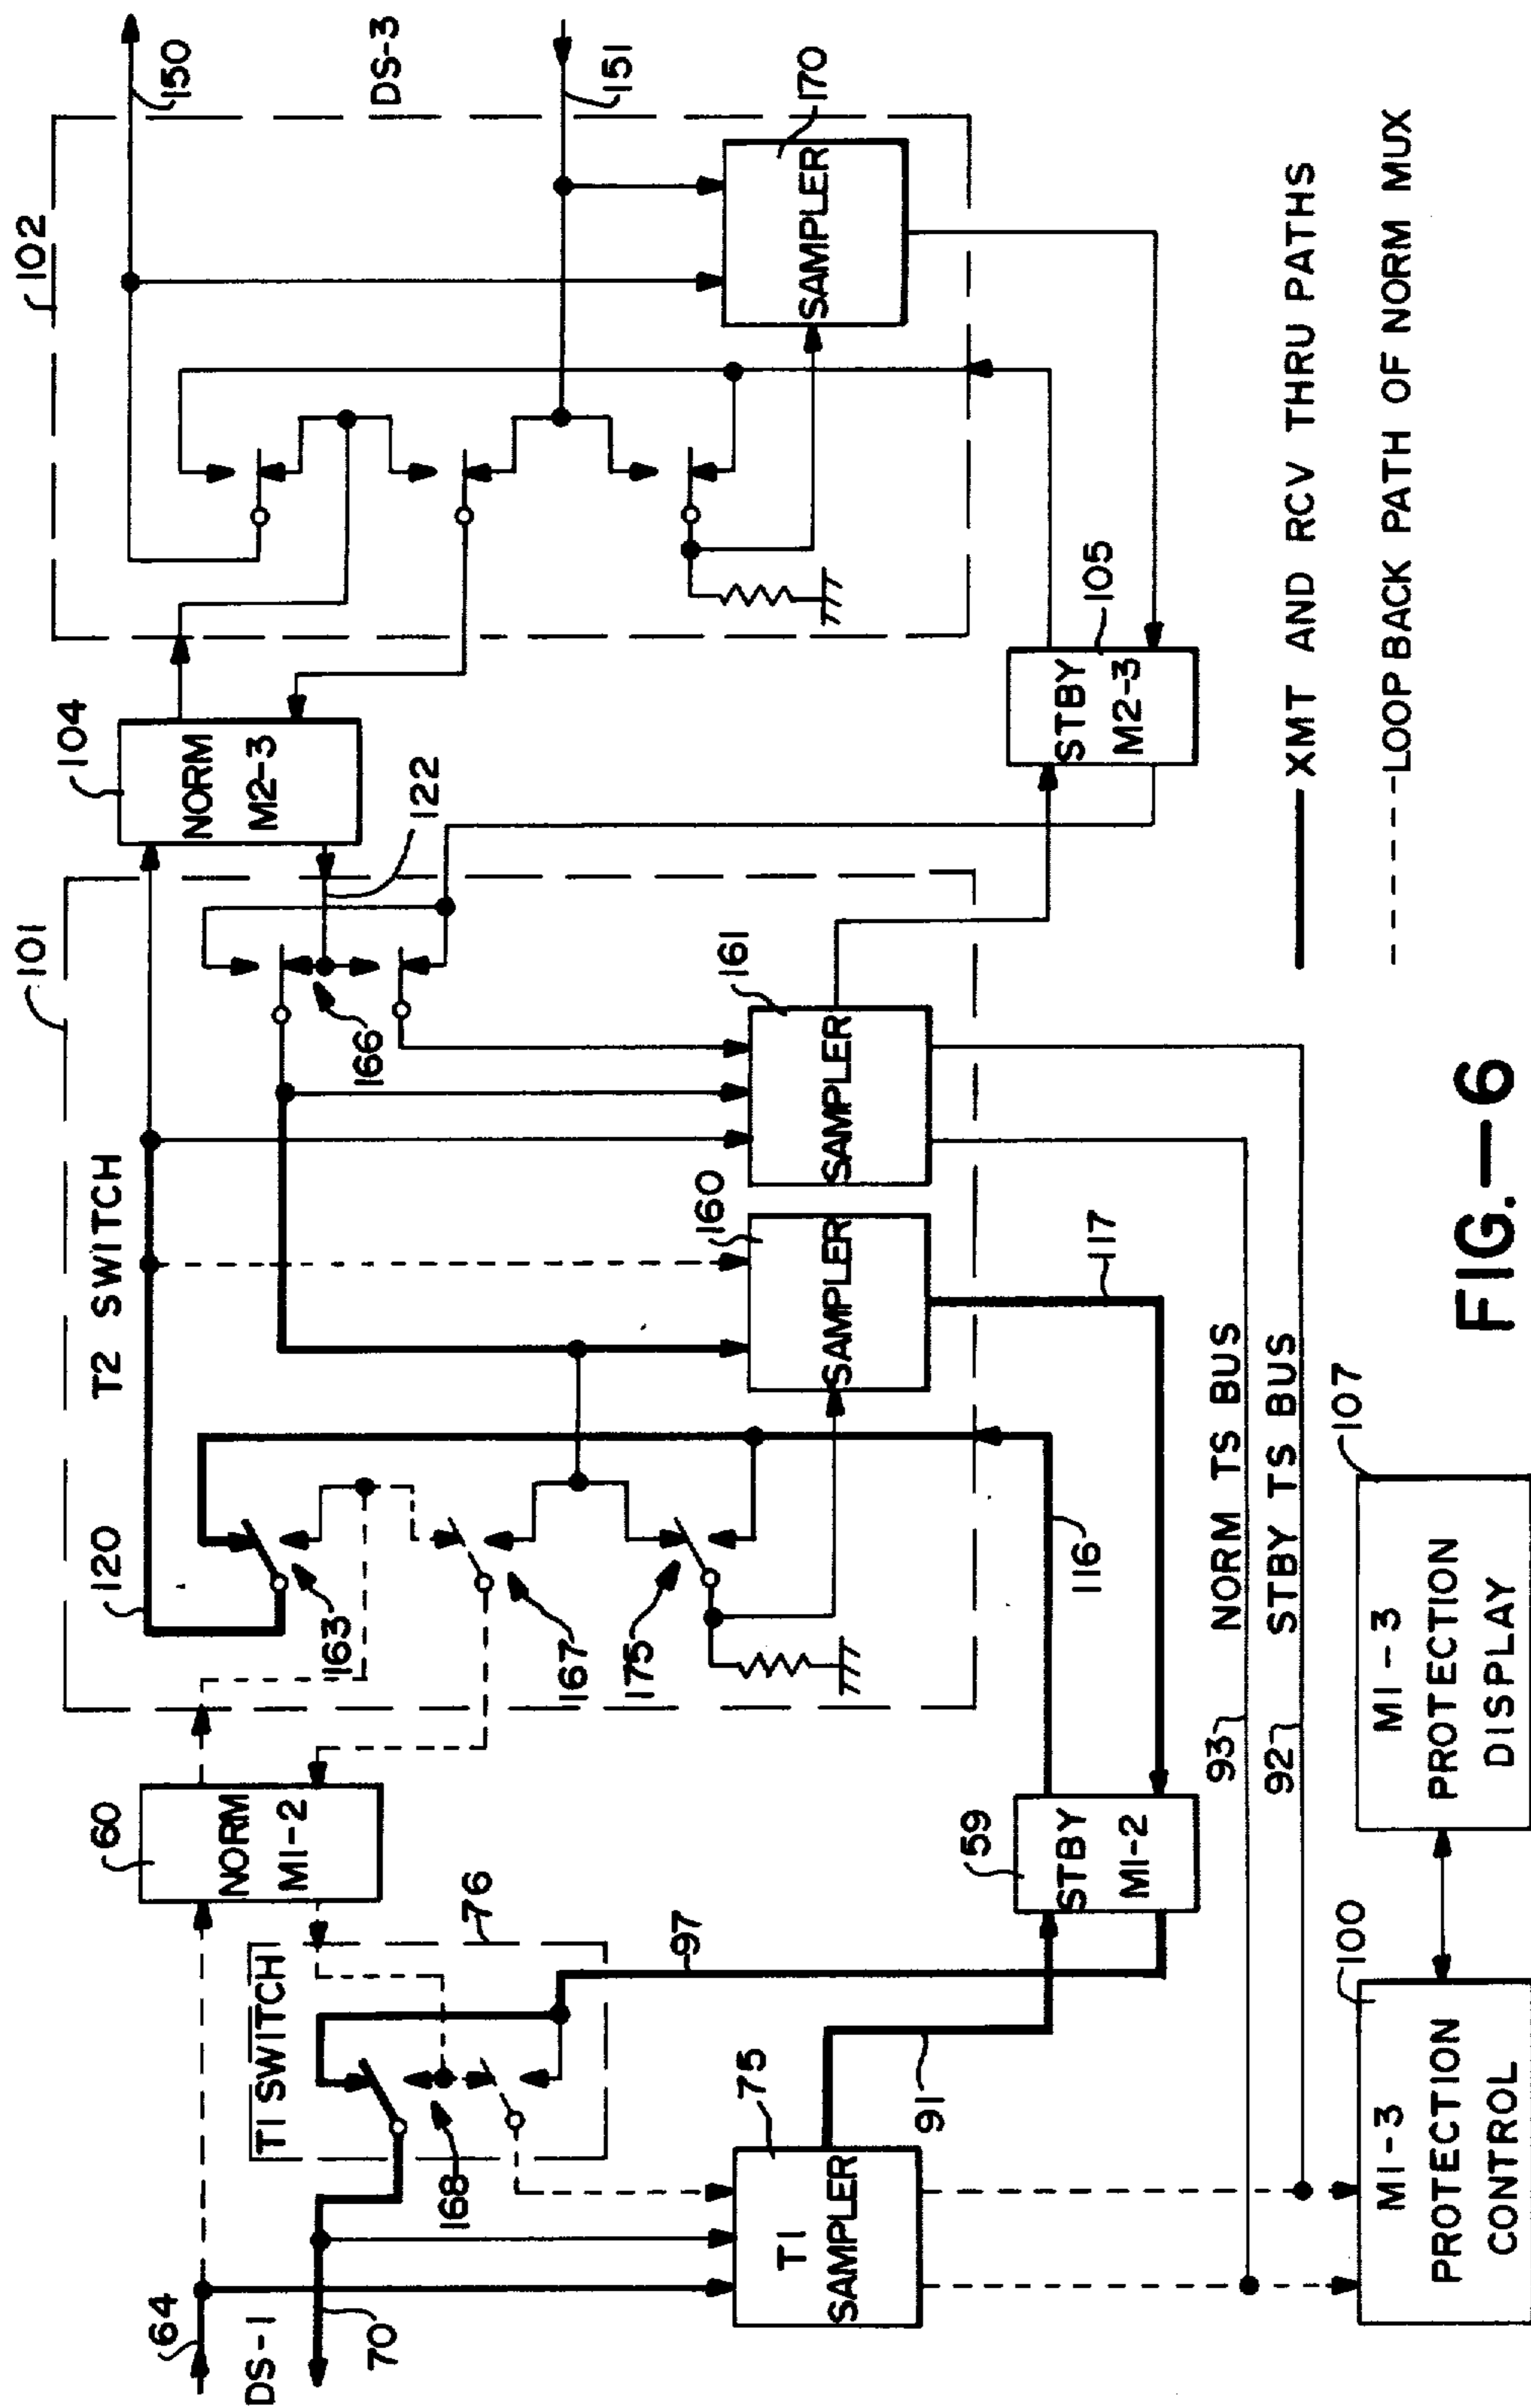 64
DS-1
70
60
NORM
M1-2
T1 SWITCH
76
168
97
75
T1
SAMPLER
91
59
STBY
M1-2
120
T2 SWITCH
101
163
167
175
116
117
160
SAMPLER
161
SAMPLER
166
122
104
NORM
M2-3
105
STBY
M2-3
102
150
DS-3
151
170
SAMPLER
93
NORM TS BUS
92
STBY TS BUS
100
M1-3
PROTECTION
CONTROL
107
M1-3
PROTECTION
DISPLAY
XMT AND RCV THRU PATHS
LOOP BACK PATH OF NORM MUX
FIG.-6